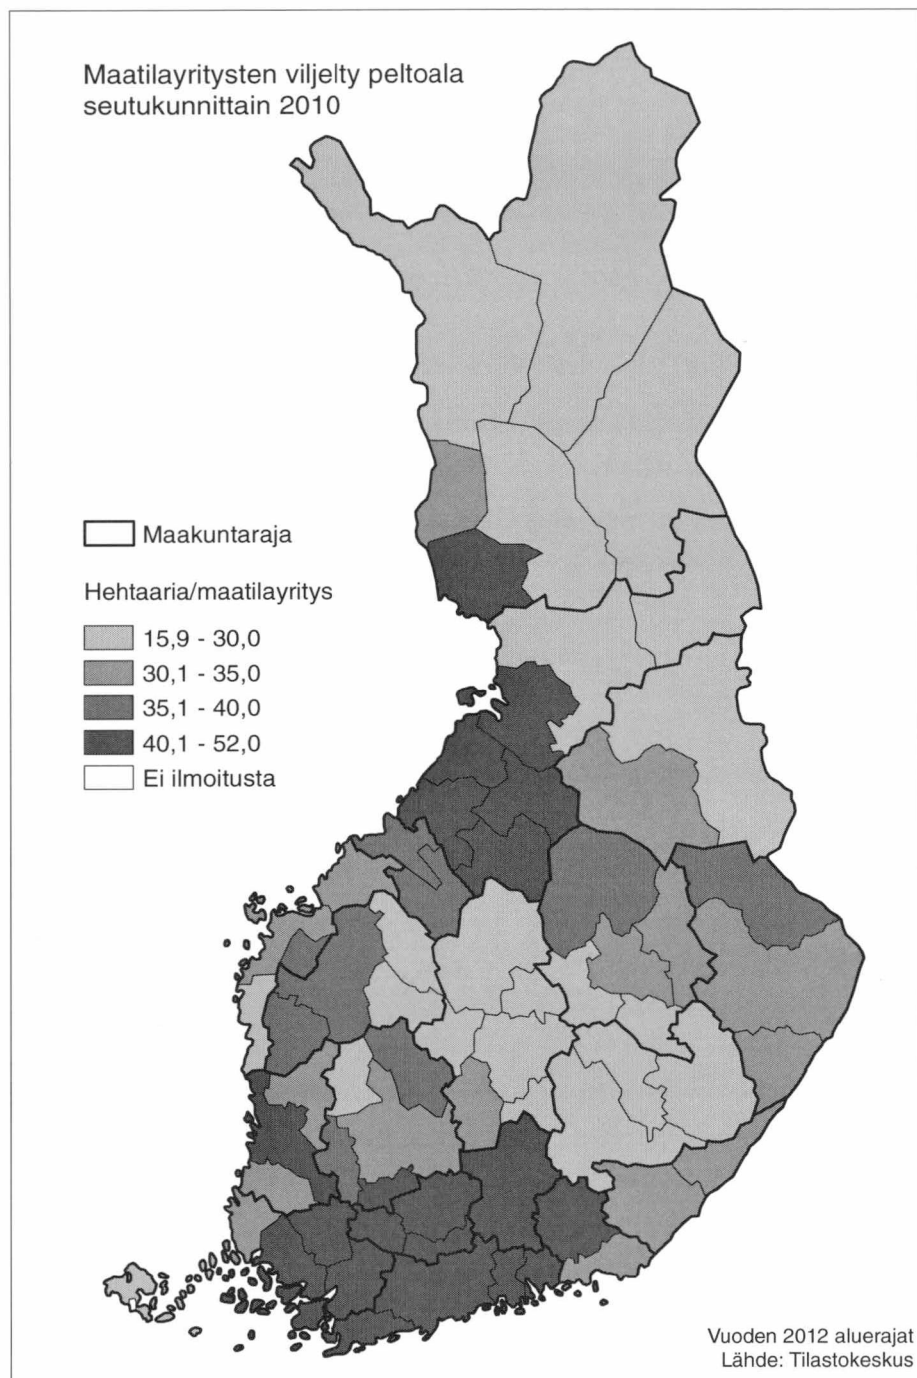 Maatilayritysten viljelty peltoala
seutukunnittain 2010
Maakuntaraja
Hehtaaria/maatilayritys
15,9 - 30,0
30,1 - 35,0
35,1 - 40,0
40,1 - 52,0
Ei ilmoitusta
Vuoden 2012 aluerajat
Lähde: Tilastokeskus